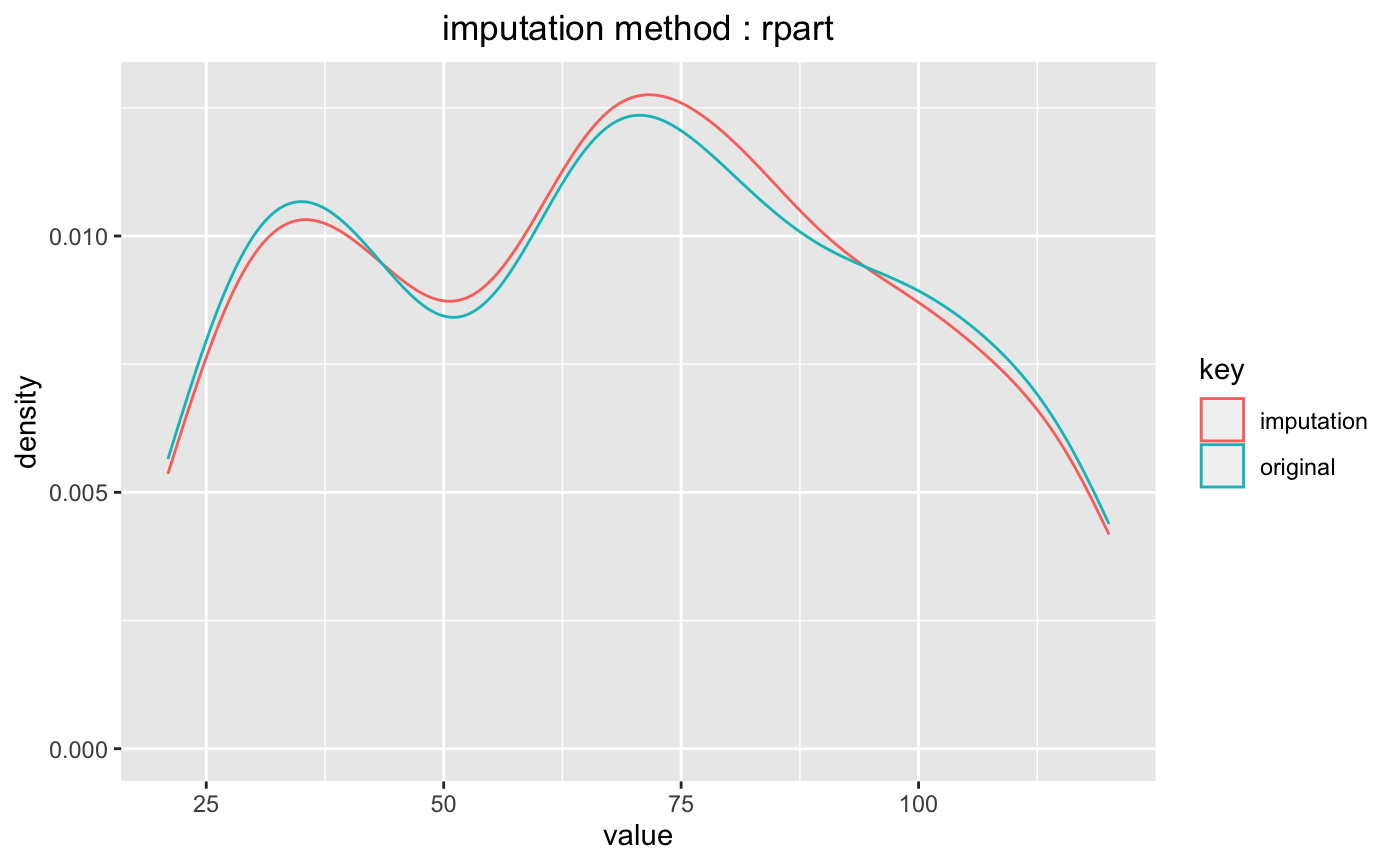 imputation method : rpart
density
0.010
0.005
0.000
25 50 75 100
value
key
imputation
original